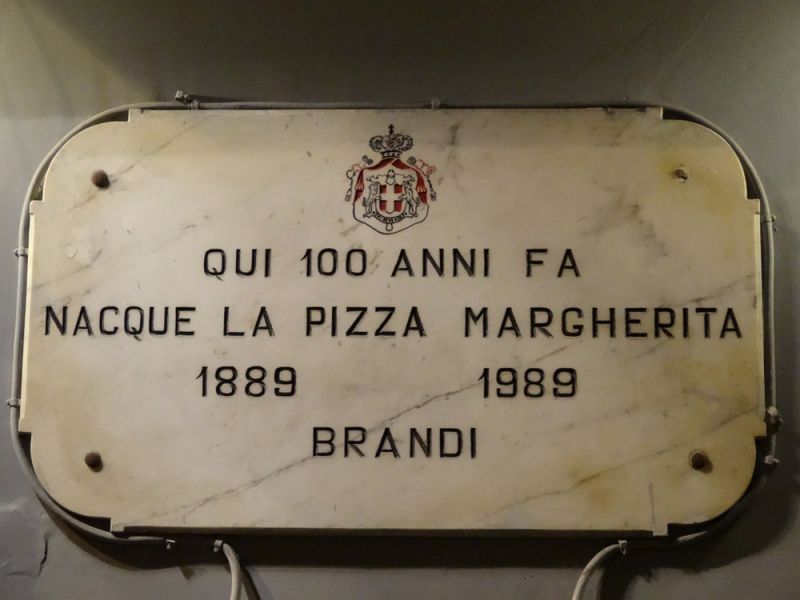 QUI 100 ANNI FA
NACQUE LA PIZZA MARGHERITA
1889 1989
BRANDI